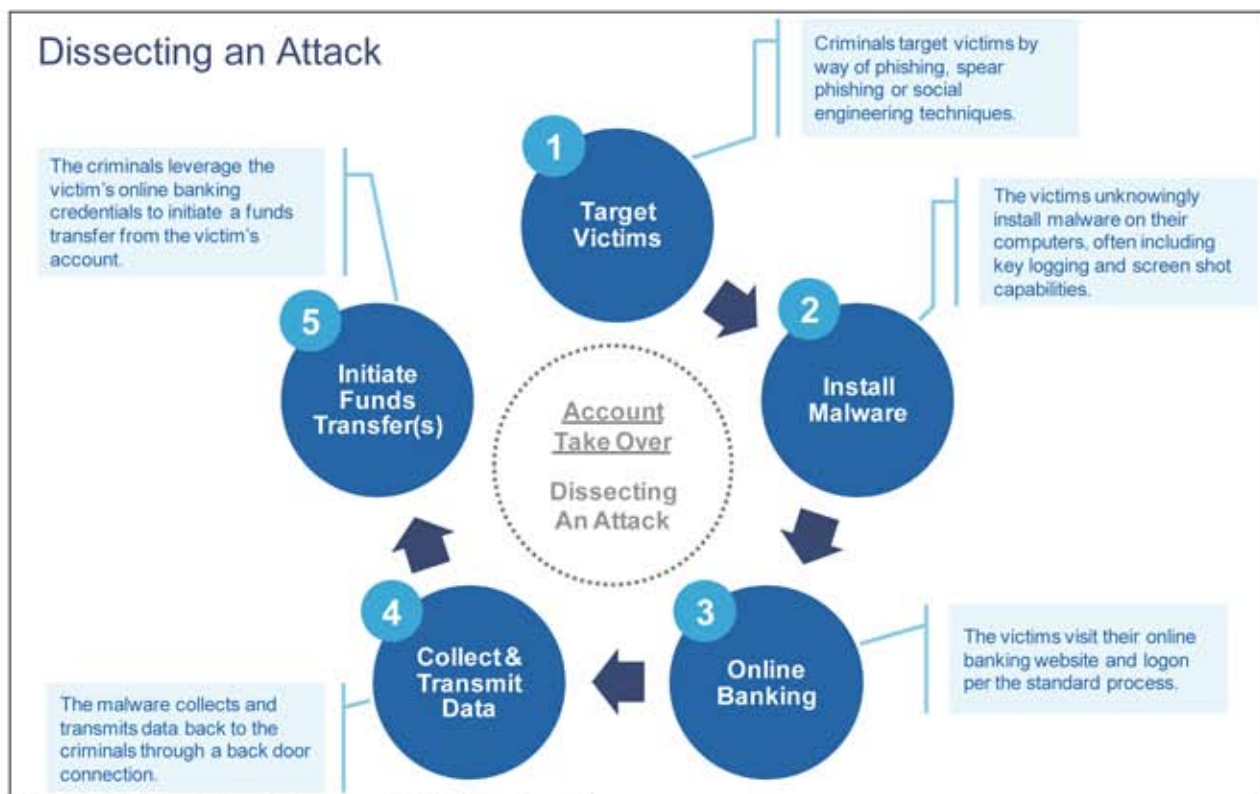 Dissecting an Attack
1
Target
Victims
Criminals target victims by
way of phishing, spear
phishing or social
engineering techniques.
2
Install
Malware
The victims unknowingly
install malware on their
computers, often including
key logging and screen shot
capabilities.
3
Online
Banking
The victims visit their online
banking website and logon
per the standard process.
4
Collect &
Transmit
Data
The malware collects and
transmits data back to the
criminals through a back door
connection.
5
Initiate
Funds
Transfer(s)
The criminals leverage the
victim's online banking
credentials to initiate a funds
transfer from the victim's
account.
Account
Take Over
Dissecting
An Attack